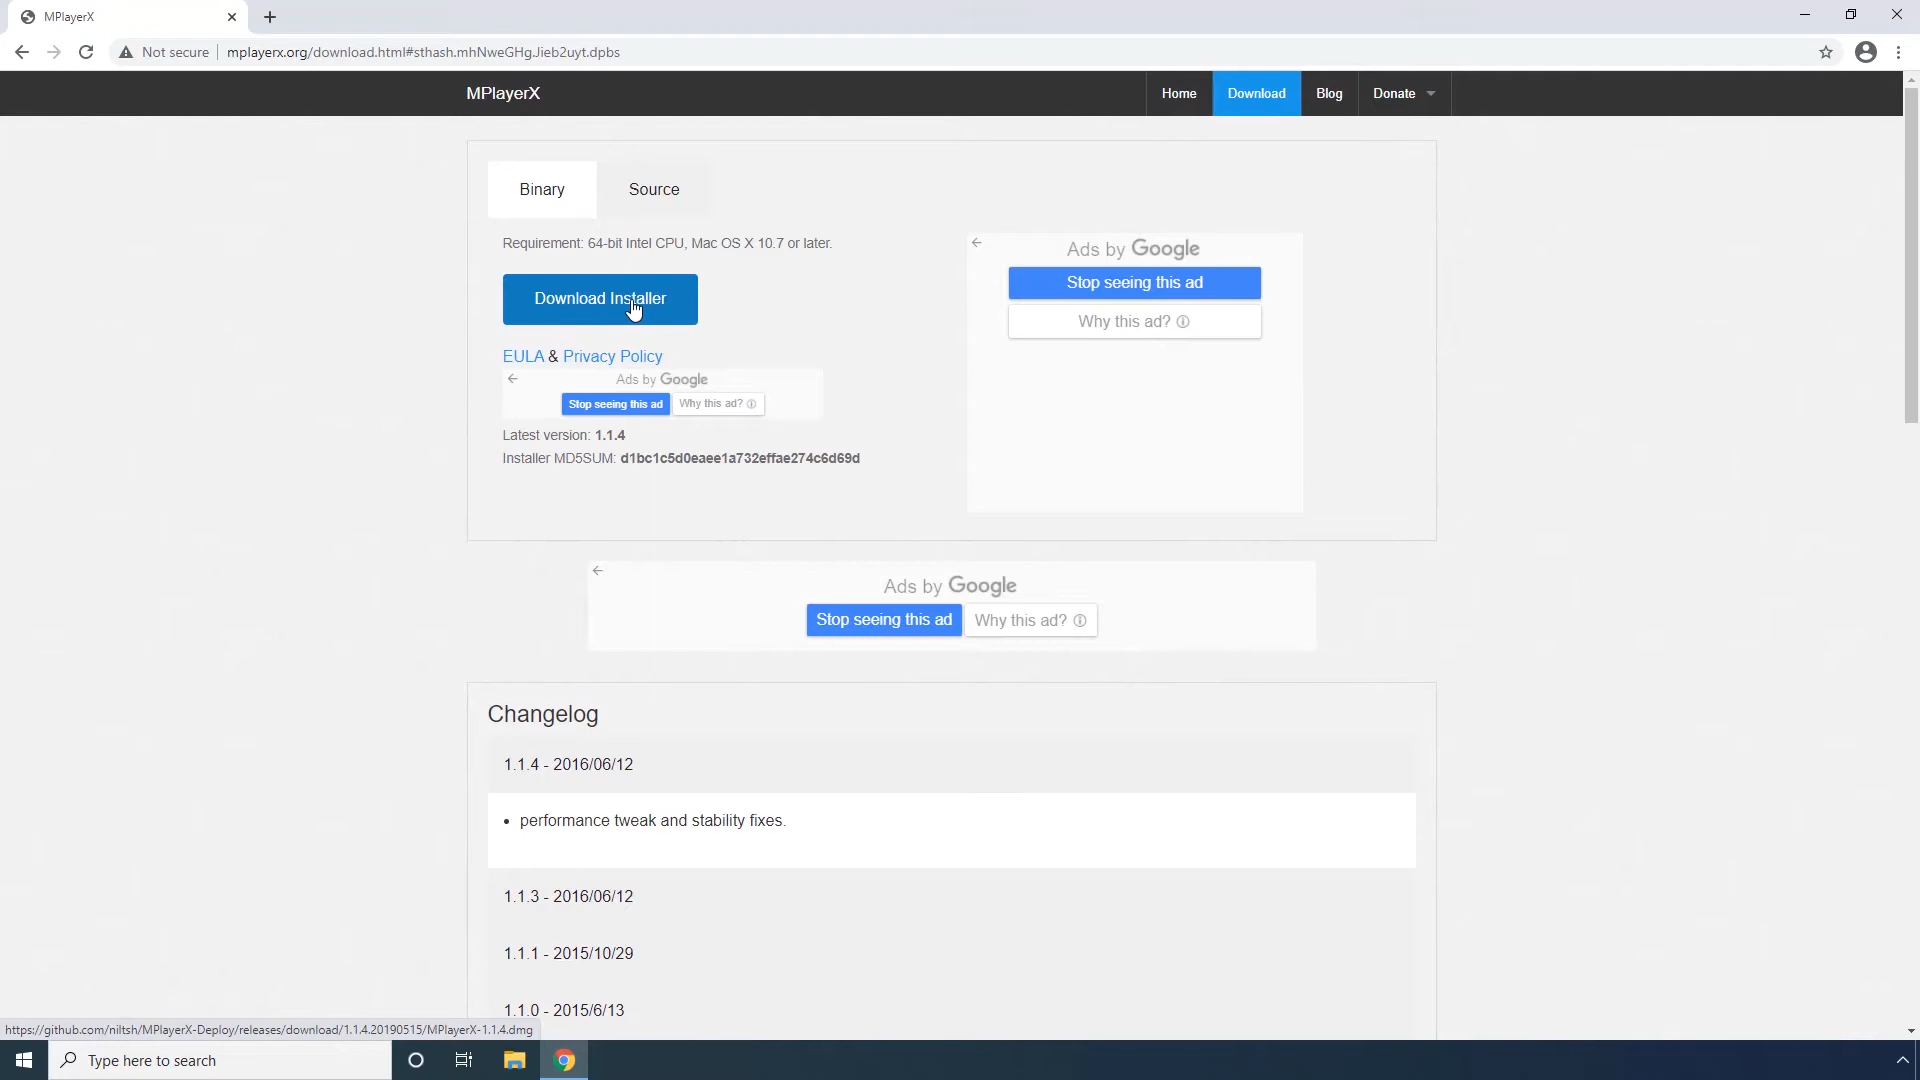 MPlayerX
Not secure
mplayerx.org/download.html#sthash.mhNweGHg.Jieb2uyt.dpbs
MPlayerX
Home
Download
Blog
Donate
Binary
Source
Requirement: 64-bit Intel CPU, Mac OS X 10.7 or later.
Download Installer
EULA & Privacy Policy
Ads by Google
Stop seeing this ad
Why this ad?
Latest version: 1.1.4
Installer MD5SUM: d1bc1c5d0eaee1a732effae274c6d69d
Ads by Google
Stop seeing this ad
Why this ad?
Ads by Google
Stop seeing this ad
Why this ad?
Changelog
1.1.4 - 2016/06/12
• performance tweak and stability fixes.
1.1.3 - 2016/06/12
1.1.1 - 2015/10/29
1.1.0 - 2015/6/13
https://github.com/niltsh/MPlayerX-Deploy/releases/download/1.1.4.20190515/MPlayerX-1.1.4.dmg
Type here to search